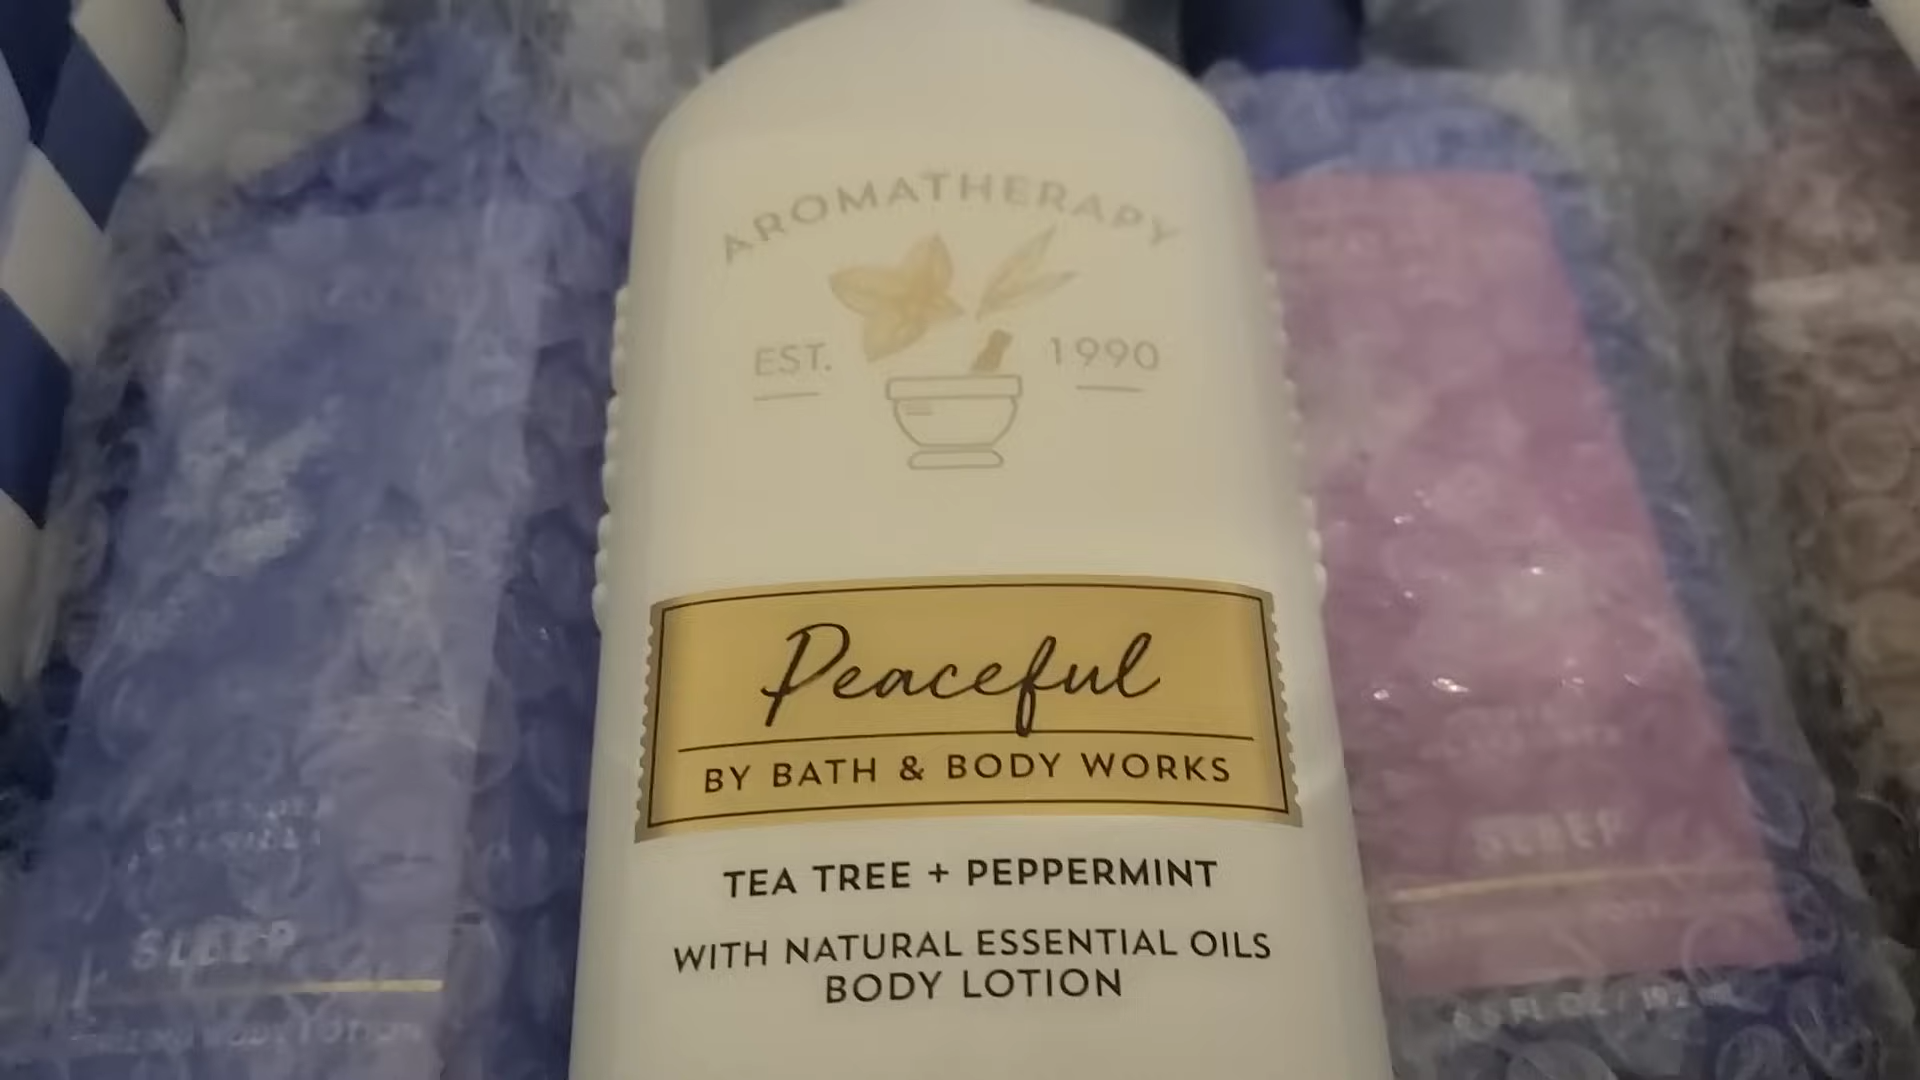 AROMATHERAPY
EST. 1990
Peaceful
BY BATH & BODY WORKS
TEA TREE + PEPPERMINT
WITH NATURAL ESSENTIAL OILS
BODY LOTION
SLEEP
SLEEP